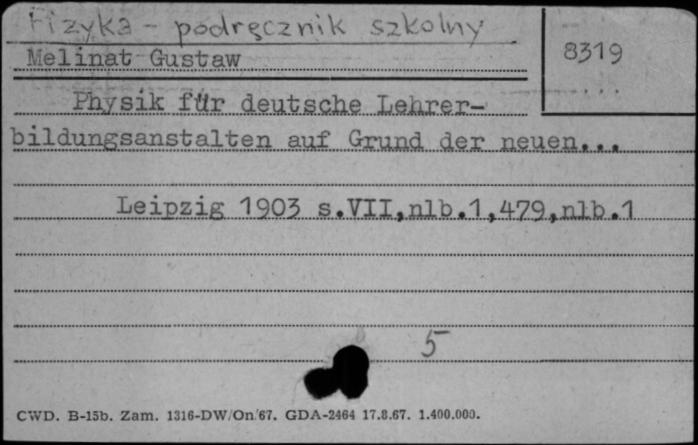 Fizyka - podręcznik szkolny
8319
Melinat Gustaw
Physik für deutsche Lehrer-
bildungsanstalten auf Grund der neuen...
Leipzig 1903 s.VII,nlb.1,479,nlb.1
5
CWD. B-15b. Zam. 1316-DW/On/67. GDA-2464 17.8.67. 1.400.000.